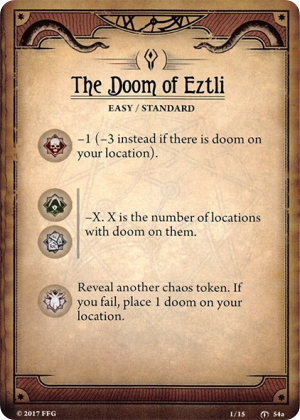 The Doom of Eztli
EASY / STANDARD
–1 (–3 instead if there is doom on
your location).
–X. X is the number of locations
with doom on them.
Reveal another chaos token. If
you fail, place 1 doom on your
location.
© 2017 FFG
1/15
54a